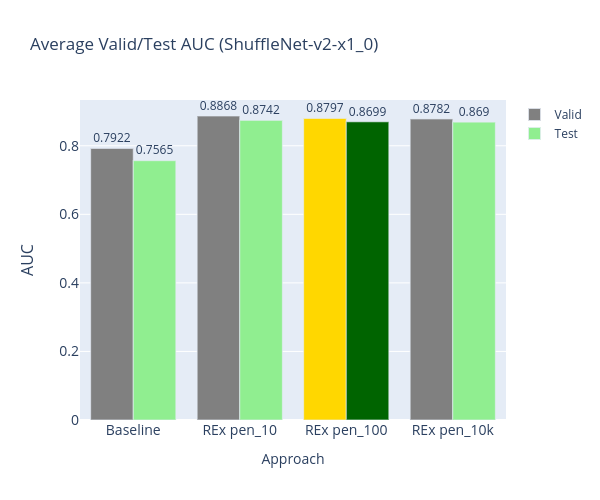 Average Valid/Test AUC (ShuffleNet-v2-x1_0)
0.7922
0.7565
0.8868
0.8742
0.8797
0.8699
0.8782
0.869
Valid
Test
AUC
0.8
0.6
0.4
0.2
0
Baseline
REx pen_10
REx pen_100
REx pen_10k
Approach